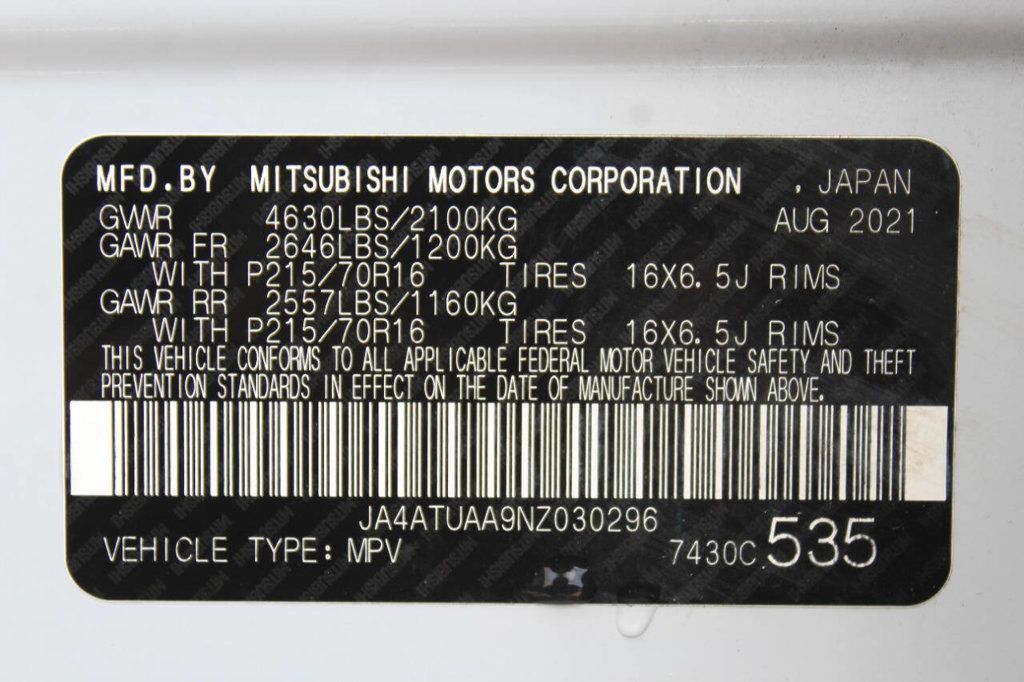 MFD.BY MITSUBISHI MOTORS CORPORATION , JAPAN
GVWR 4630LBS/2100KG AUG 2021
GAWR FR 2646LBS/1200KG
WITH P215/70R16 TIRES 16X6.5J RIMS
GAWR RR 2557LBS/1160KG
WITH P215/70R16 TIRES 16X6.5J RIMS
THIS VEHICLE CONFORMS TO ALL APPLICABLE FEDERAL MOTOR VEHICLE SAFETY AND THEFT
PREVENTION STANDARDS IN EFFECT ON THE DATE OF MANUFACTURE SHOWN ABOVE.
JA4ATUAA9NZ030296
VEHICLE TYPE: MPV 7430C 535